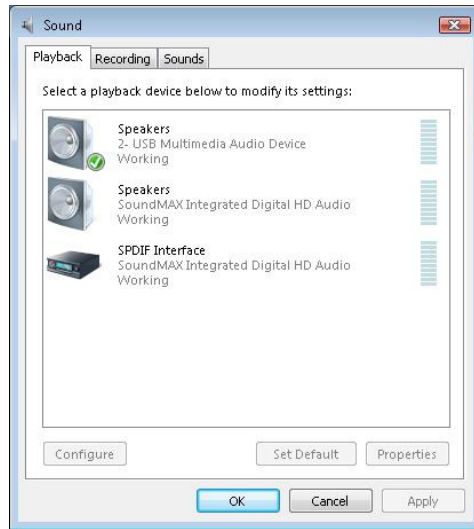 Sound
Playback Recording Sounds
Select a playback device below to modify its settings:
Speakers
2- USB Multimedia Audio Device
Working
Speakers
SoundMAX Integrated Digital HD Audio
Working
SPDIF Interface
SoundMAX Integrated Digital HD Audio
Working
Configure Set Default Properties
OK Cancel Apply